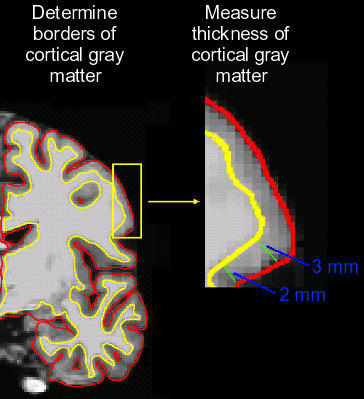 Determine
borders of
cortical gray
matter
Measure
thickness of
cortical gray
matter
3 mm
2 mm